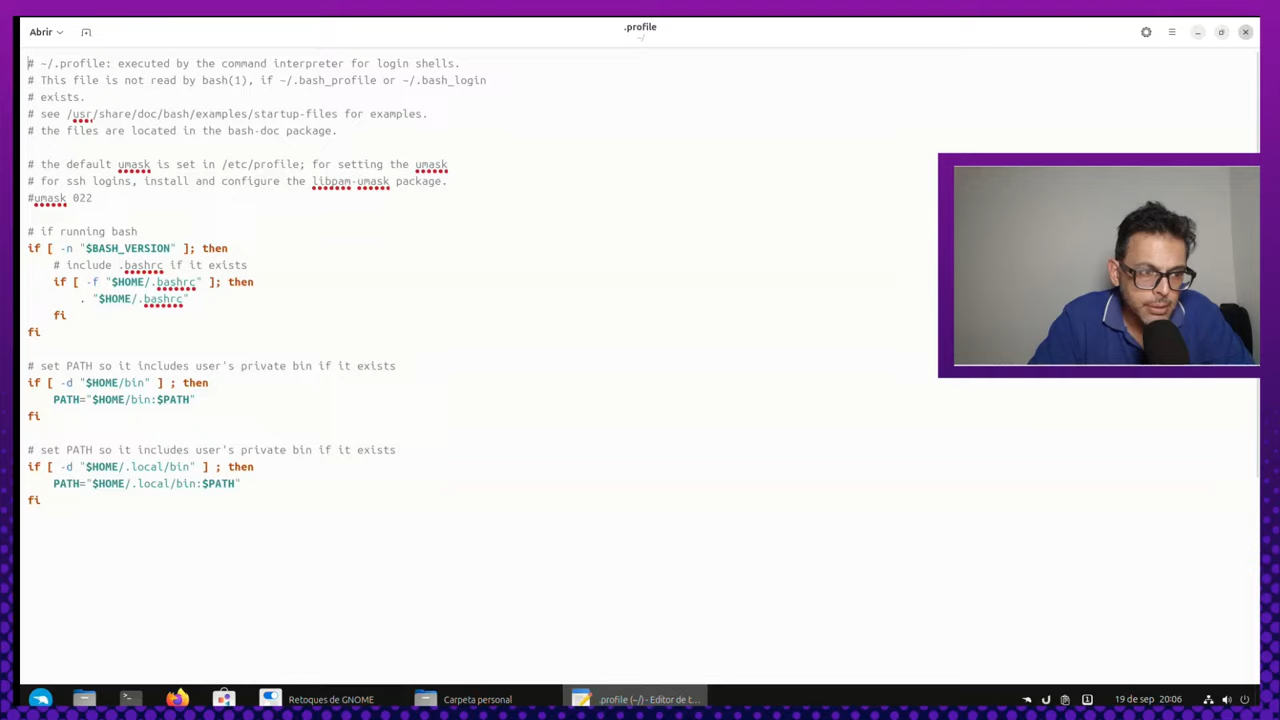 Abrir
.profile
~/
# ~/.profile: executed by the command interpreter for login shells.
# This file is not read by bash(1), if ~/.bash_profile or ~/.bash_login
# exists.
# see /usr/share/doc/bash/examples/startup-files for examples.
# the files are located in the bash-doc package.
# the default umask is set in /etc/profile; for setting the umask
# for ssh logins, install and configure the libpam-umask package.
#umask 022
# if running bash
if [ -n "$BASH_VERSION" ]; then
    # include .bashrc if it exists
    if [ -f "$HOME/.bashrc" ]; then
        . "$HOME/.bashrc"
    fi
fi
# set PATH so it includes user's private bin if it exists
if [ -d "$HOME/bin" ] ; then
    PATH="$HOME/bin:$PATH"
fi
# set PATH so it includes user's private bin if it exists
if [ -d "$HOME/.local/bin" ] ; then
    PATH="$HOME/.local/bin:$PATH"
fi
Retoques de GNOME
Carpeta personal
.profile (~/) - Editor de t...
1
19 de sep 20:06